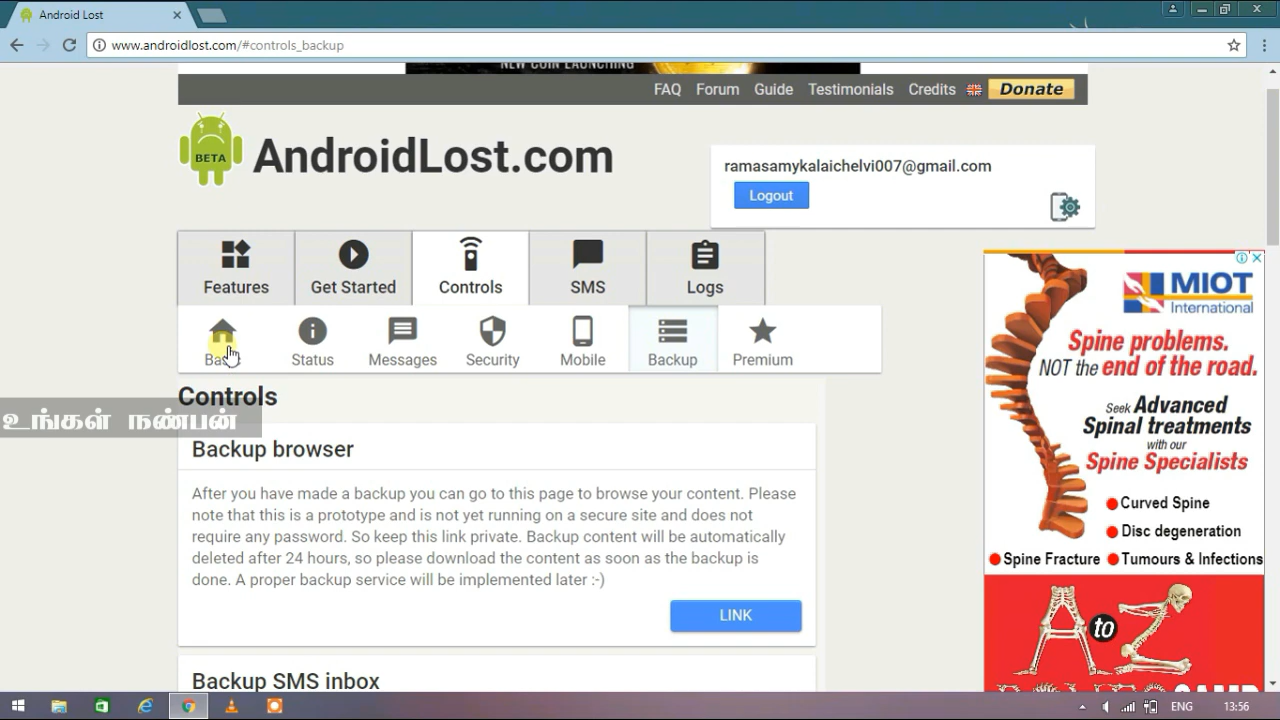 Android Lost
www.androidlost.com/#controls_backup
NEW COIN LAUNCHING
FAQ Forum Guide Testimonials Credits Donate
BETA
AndroidLost.com
ramasamykalaichelvi007@gmail.com
Logout
Features Get Started Controls SMS Logs
Status Messages Security Mobile Backup Premium
Controls
உங்கள் நண்பன்
Backup browser
After you have made a backup you can go to this page to browse your content. Please
note that this is a prototype and is not yet running on a secure site and does not
require any password. So keep this link private. Backup content will be automatically
deleted after 24 hours, so please download the content as soon as the backup is
done. A proper backup service will be implemented later :-)
LINK
Backup SMS inbox
MIOT
International
Spine problems.
NOT the end of the road.
Seek Advanced
Spinal treatments
with our
Spine Specialists
Curved Spine
Disc degeneration
Spine Fracture Tumours & Infections
A to Z
ENG 13:56